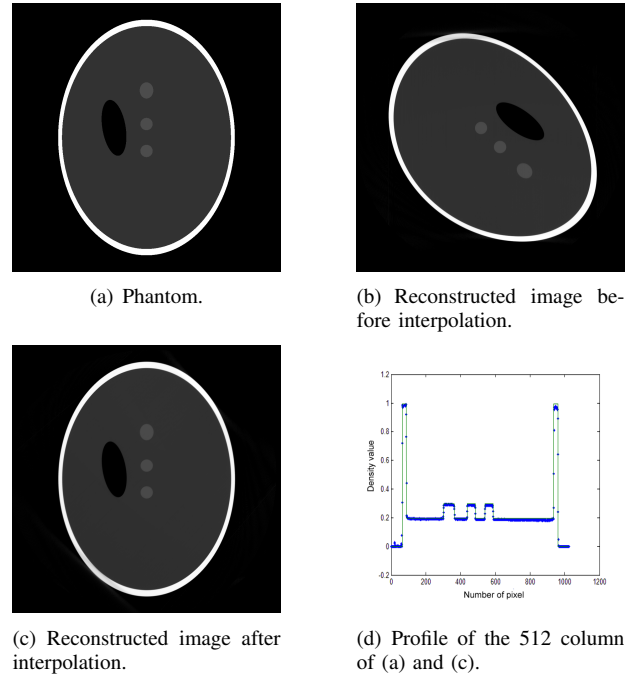 (a) Phantom.
(b) Reconstructed image be-
fore interpolation.
1.2
1
0.8
0.6
0.4
0.2
0
-0.2
0 200 400 600 800 1000 1200
Density value
Number of pixel
(c) Reconstructed image after
interpolation.
(d) Profile of the 512 column
of (a) and (c).